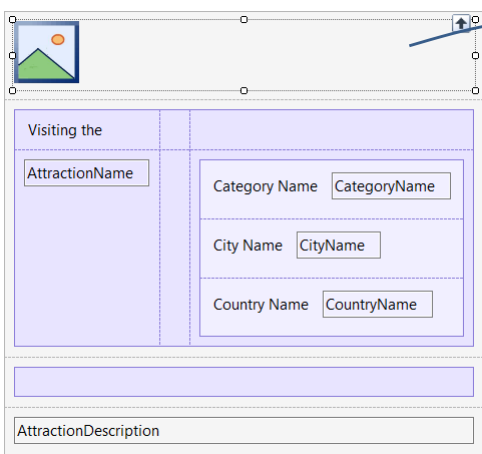 Visiting the
AttractionName
Category Name CategoryName
City Name CityName
Country Name CountryName
AttractionDescription